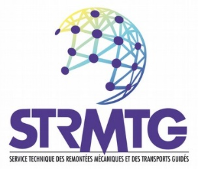 STRMTG
SERVICE TECHNIQUE DES REMONTÉES MÉCANIQUES ET DES TRANSPORTS GUIDÉS